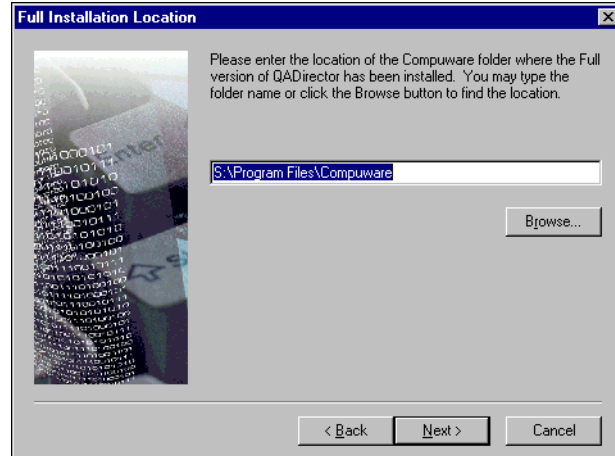 Full Installation Location
Please enter the location of the Compuware folder where the Full
version of QADirector has been installed. You may type the
folder name or click the Browse button to find the location.
S:\Program Files\Compuware
Browse...
< Back
Next >
Cancel